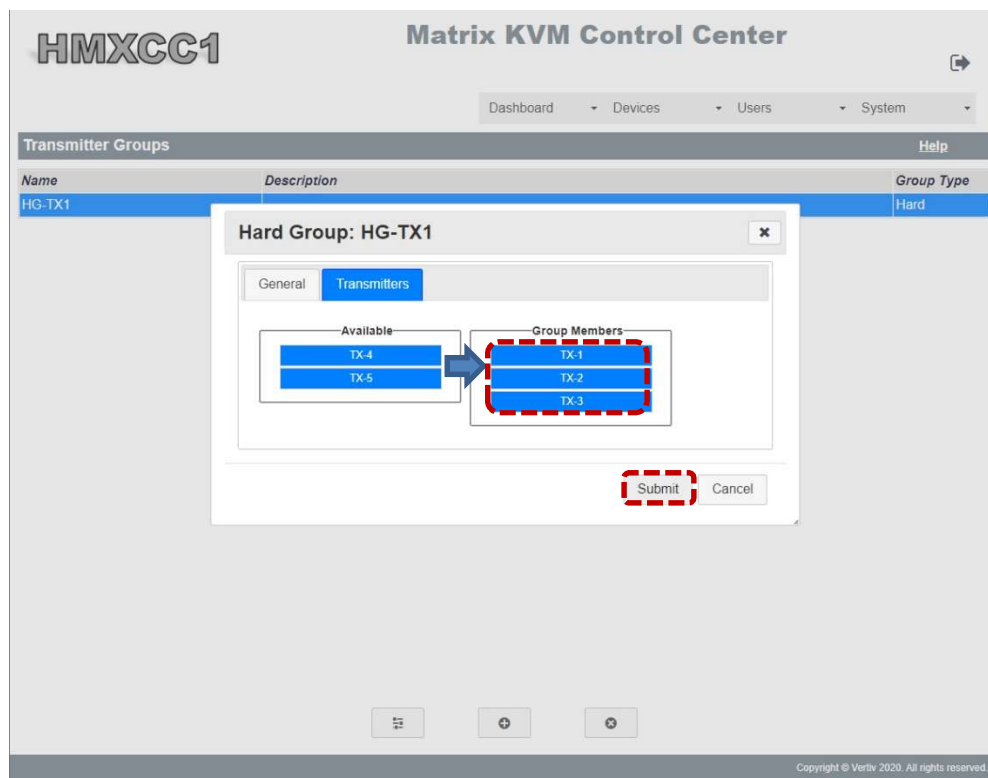 HMXCC1
Matrix KVM Control Center
Dashboard Devices Users System
Transmitter Groups Help
Name Description Group Type
HG-TX1 Hard
Hard Group: HG-TX1
General Transmitters
Available Group Members
TX-4 TX-1
TX-5 TX-2
TX-3
Submit Cancel
Copyright © Vertiv 2020. All rights reserved.